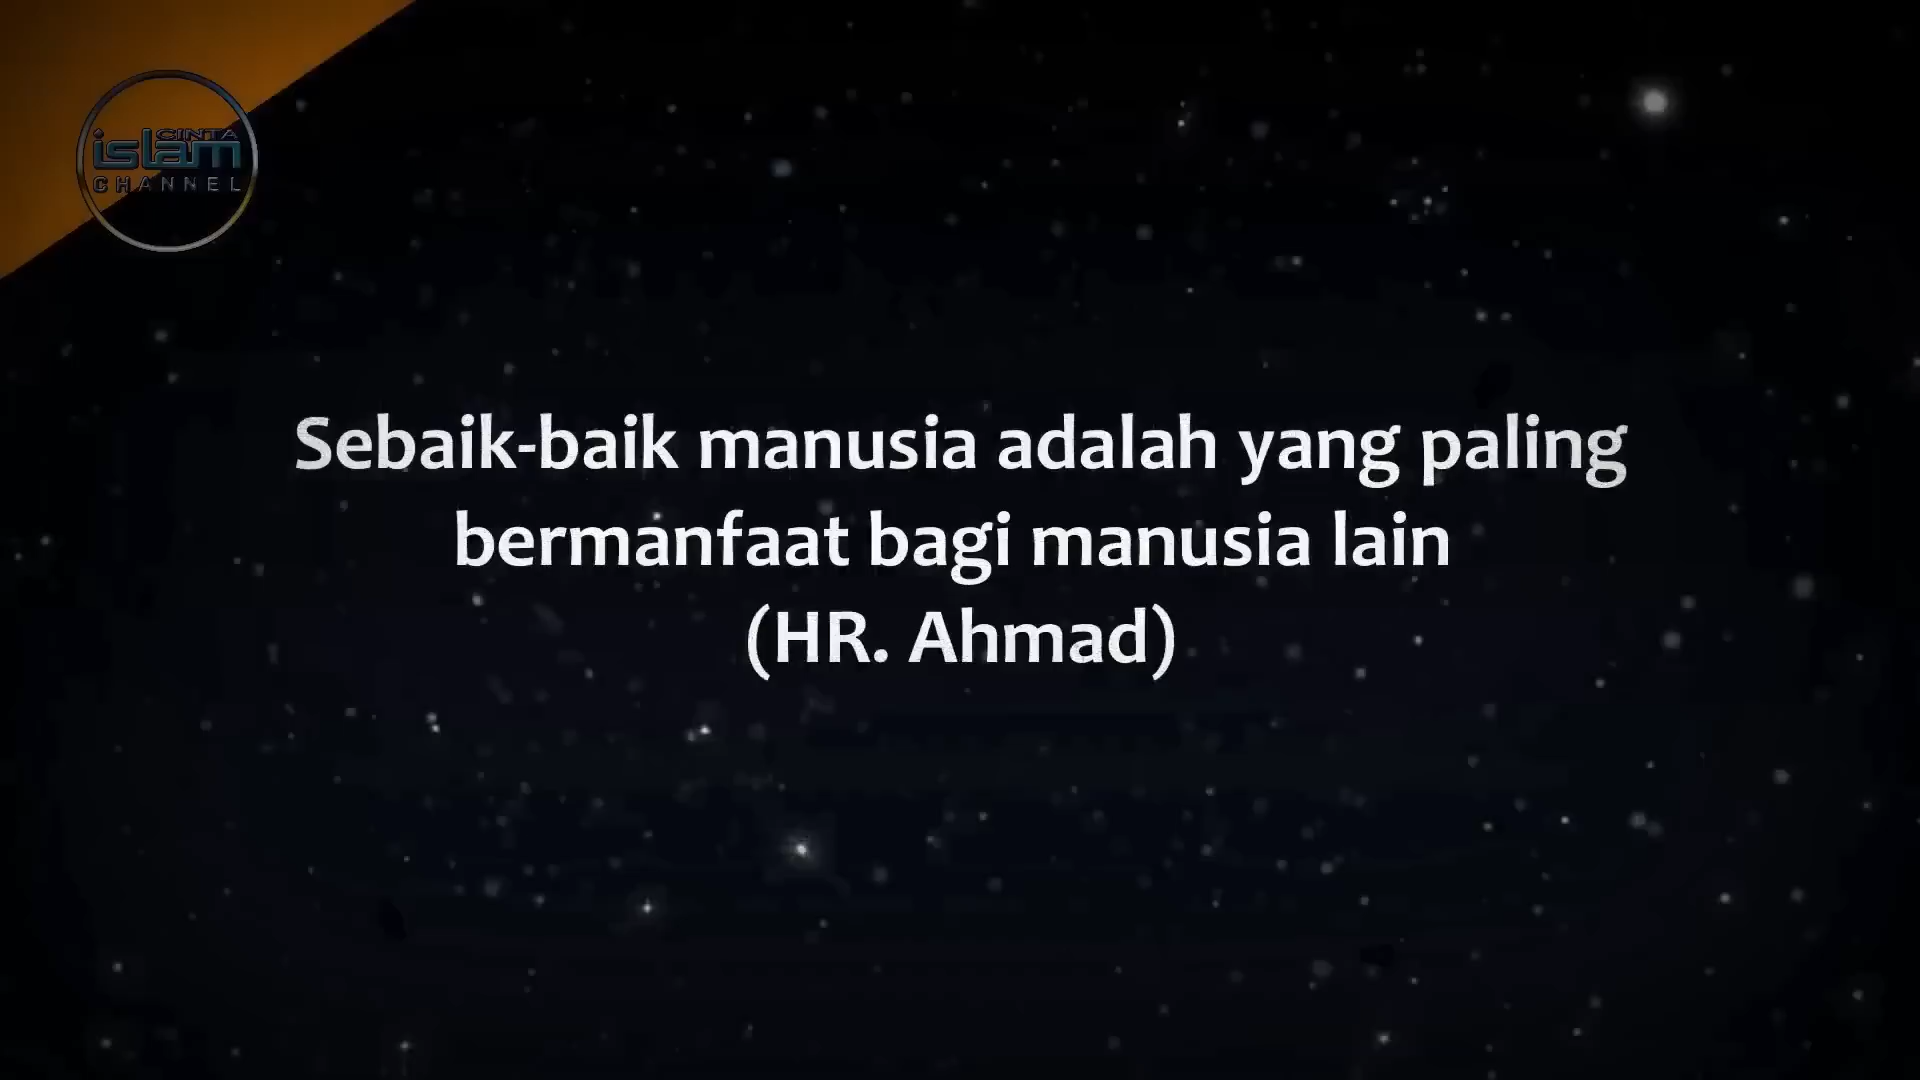 CINTA
islam
CHANNEL
Sebaik-baik manusia adalah yang paling
bermanfaat bagi manusia lain
(HR. Ahmad)